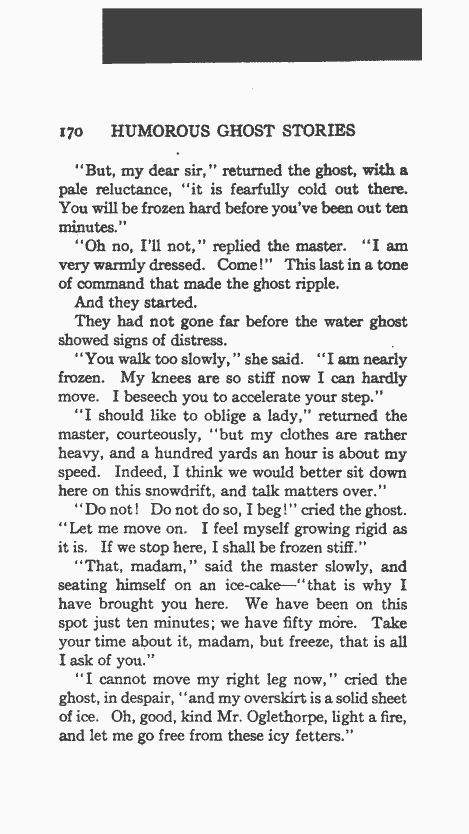 170 HUMOROUS GHOST STORIES
"But, my dear sir," returned the ghost, with a
pale reluctance, "it is fearfully cold out there.
You will be frozen hard before you've been out ten
minutes."
"Oh no, I'll not," replied the master. "I am
very warmly dressed. Come!" This last in a tone
of command that made the ghost ripple.
And they started.
They had not gone far before the water ghost
showed signs of distress.
"You walk too slowly," she said. "I am nearly
frozen. My knees are so stiff now I can hardly
move. I beseech you to accelerate your step."
"I should like to oblige a lady," returned the
master, courteously, "but my clothes are rather
heavy, and a hundred yards an hour is about my
speed. Indeed, I think we would better sit down
here on this snowdrift, and talk matters over."
"Do not! Do not do so, I beg!" cried the ghost.
"Let me move on. I feel myself growing rigid as
it is. If we stop here, I shall be frozen stiff."
"That, madam," said the master slowly, and
seating himself on an ice-cake—"that is why I
have brought you here. We have been on this
spot just ten minutes; we have fifty more. Take
your time about it, madam, but freeze, that is all
I ask of you."
"I cannot move my right leg now," cried the
ghost, in despair, "and my overskirt is a solid sheet
of ice. Oh, good, kind Mr. Oglethorpe, light a fire,
and let me go free from these icy fetters."